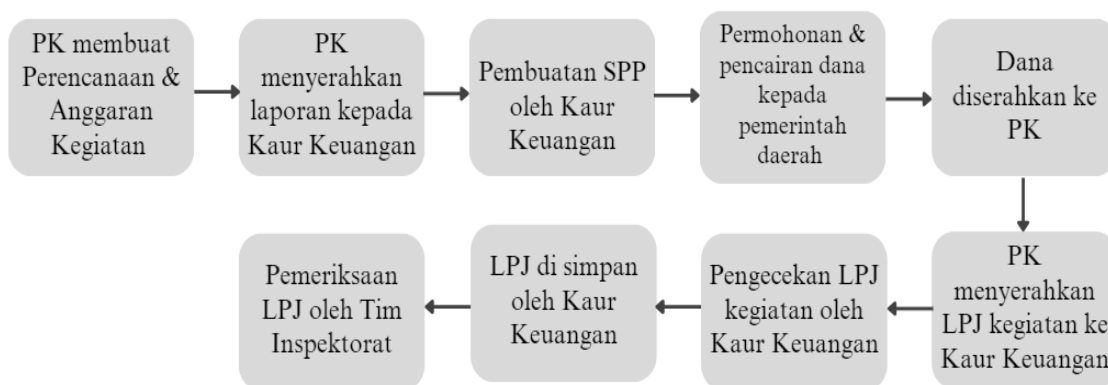 PK membuat
Perencanaan &
Anggaran
Kegiatan
PK
menyerahkan
laporan kepada
Kaur Keuangan
Pembuatan SPP
oleh Kaur
Keuangan
Permohonan &
pencairan dana
kepada
pemerintah
daerah
Dana
diserahkan ke
PK
PK
menyerahkan
LPJ kegiatan ke
Kaur Keuangan
Pengecekan LPJ
kegiatan oleh
Kaur Keuangan
LPJ di simpan
oleh Kaur
Keuangan
Pemeriksaan
LPJ oleh Tim
Inspektorat